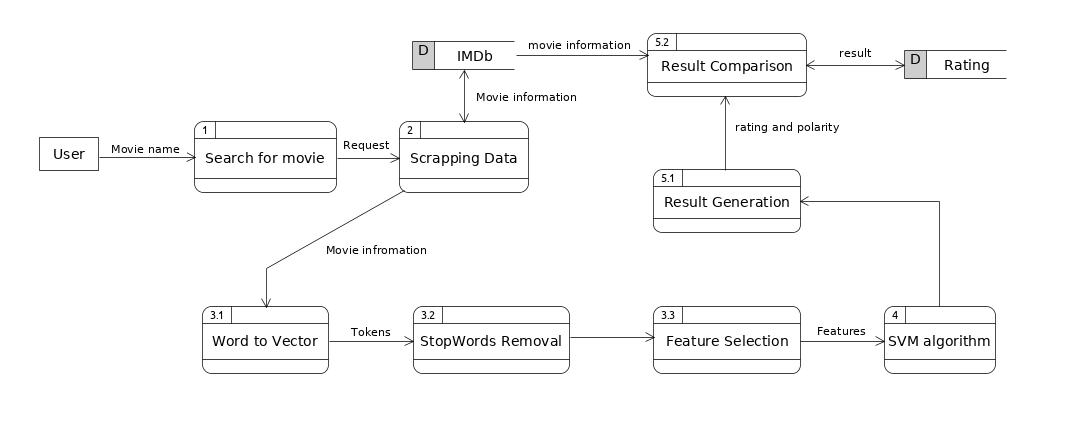 D
IMDb
movie information
5.2
Result Comparison
result
D
Rating
Movie information
User
Movie name
1
Search for movie
Request
2
Scrapping Data
rating and polarity
5.1
Result Generation
Movie infromation
3.1
Word to Vector
Tokens
3.2
StopWords Removal
3.3
Feature Selection
Features
4
SVM algorithm